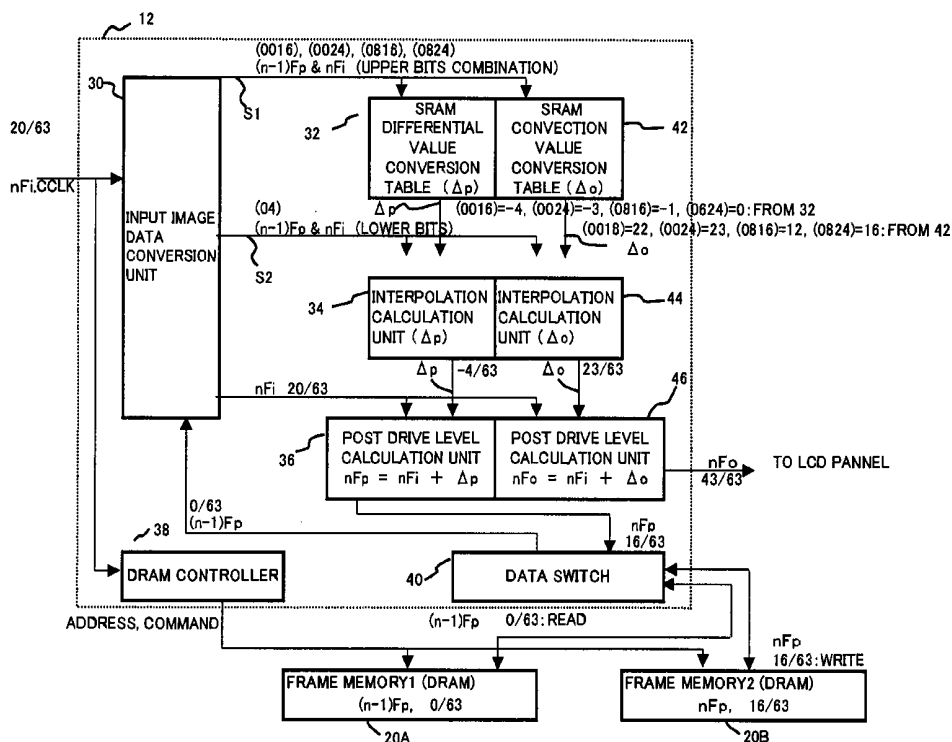 12
(0016), (0024), (0816), (0824)
(n-1)Fp & nFi (UPPER BITS COMBINATION)
30
S1
20/63
nFi,CCLK
INPUT IMAGE
DATA
CONVERSION
UNIT
32
SRAM
DIFFERENTIAL
VALUE
CONVERSION
TABLE (Δp)
SRAM
CONVECTION
VALUE
CONVERSION
TABLE (Δo)
42
Δp
(0016)=-4, (0024)=-3, (0816)=-1, (0624)=0:FROM 32
(0018)=22, (0024)=23, (0816)=12, (0824)=16:FROM 42
Δo
(04)
(n-1)Fp & nFi (LOWER BITS)
S2
34
INTERPOLATION
CALCULATION
UNIT (Δp)
INTERPOLATION
CALCULATION
UNIT (Δo)
44
Δp
-4/63
Δo
23/63
nFi 20/63
46
36
POST DRIVE LEVEL
CALCULATION UNIT
nFp = nFi + Δp
POST DRIVE LEVEL
CALCULATION UNIT
nFo = nFi + Δo
nFo
43/63
TO LCD PANNEL
0/63
(n-1)Fp
nFp
16/63
38
DRAM CONTROLLER
40
DATA SWITCH
ADDRESS, COMMAND
(n-1)Fp 0/63:READ
nFp
16/63:WRITE
FRAME MEMORY1 (DRAM)
(n-1)Fp, 0/63
20A
FRAME MEMORY2 (DRAM)
nFp, 16/63
20B